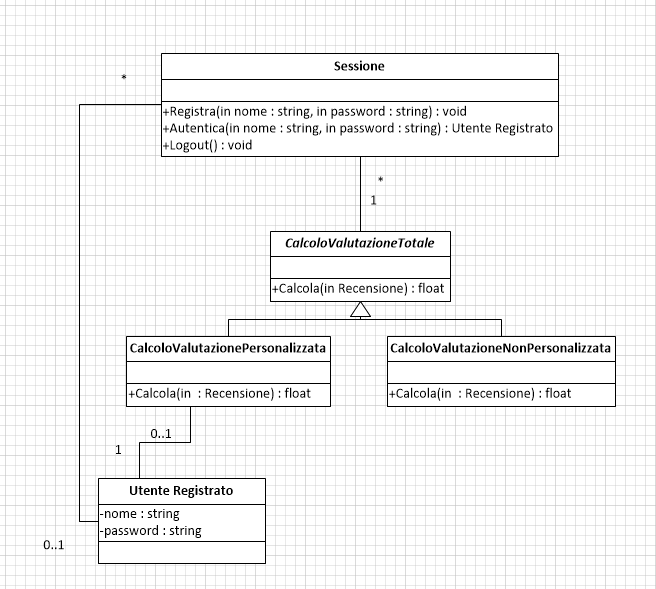 Sessione
*
+Registra(in nome : string, in password : string) : void
+Autentica(in nome : string, in password : string) : Utente Registrato
+Logout() : void
*
1
CalcoloValutazioneTotale
+Calcola(in Recensione) : float
CalcoloValutazionePersonalizzata
+Calcola(in  : Recensione) : float
CalcoloValutazioneNonPersonalizzata
+Calcola(in  : Recensione) : float
0..1
1
Utente Registrato
-nome : string
-password : string
0..1